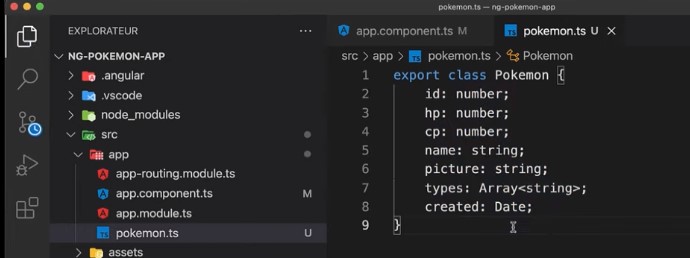 pokemon.ts — ng-pokemon-app
EXPLORATEUR
NG-POKEMON-APP
.angular
.vscode
node_modules
src
app
app-routing.module.ts
app.component.ts M
app.module.ts
TS pokemon.ts U
assets
app.component.ts M
TS pokemon.ts U
src > app > TS pokemon.ts > Pokemon
1 export class Pokemon {
2 id: number;
3 hp: number;
4 cp: number;
5 name: string;
6 picture: string;
7 types: Array<string>;
8 created: Date;
9 }